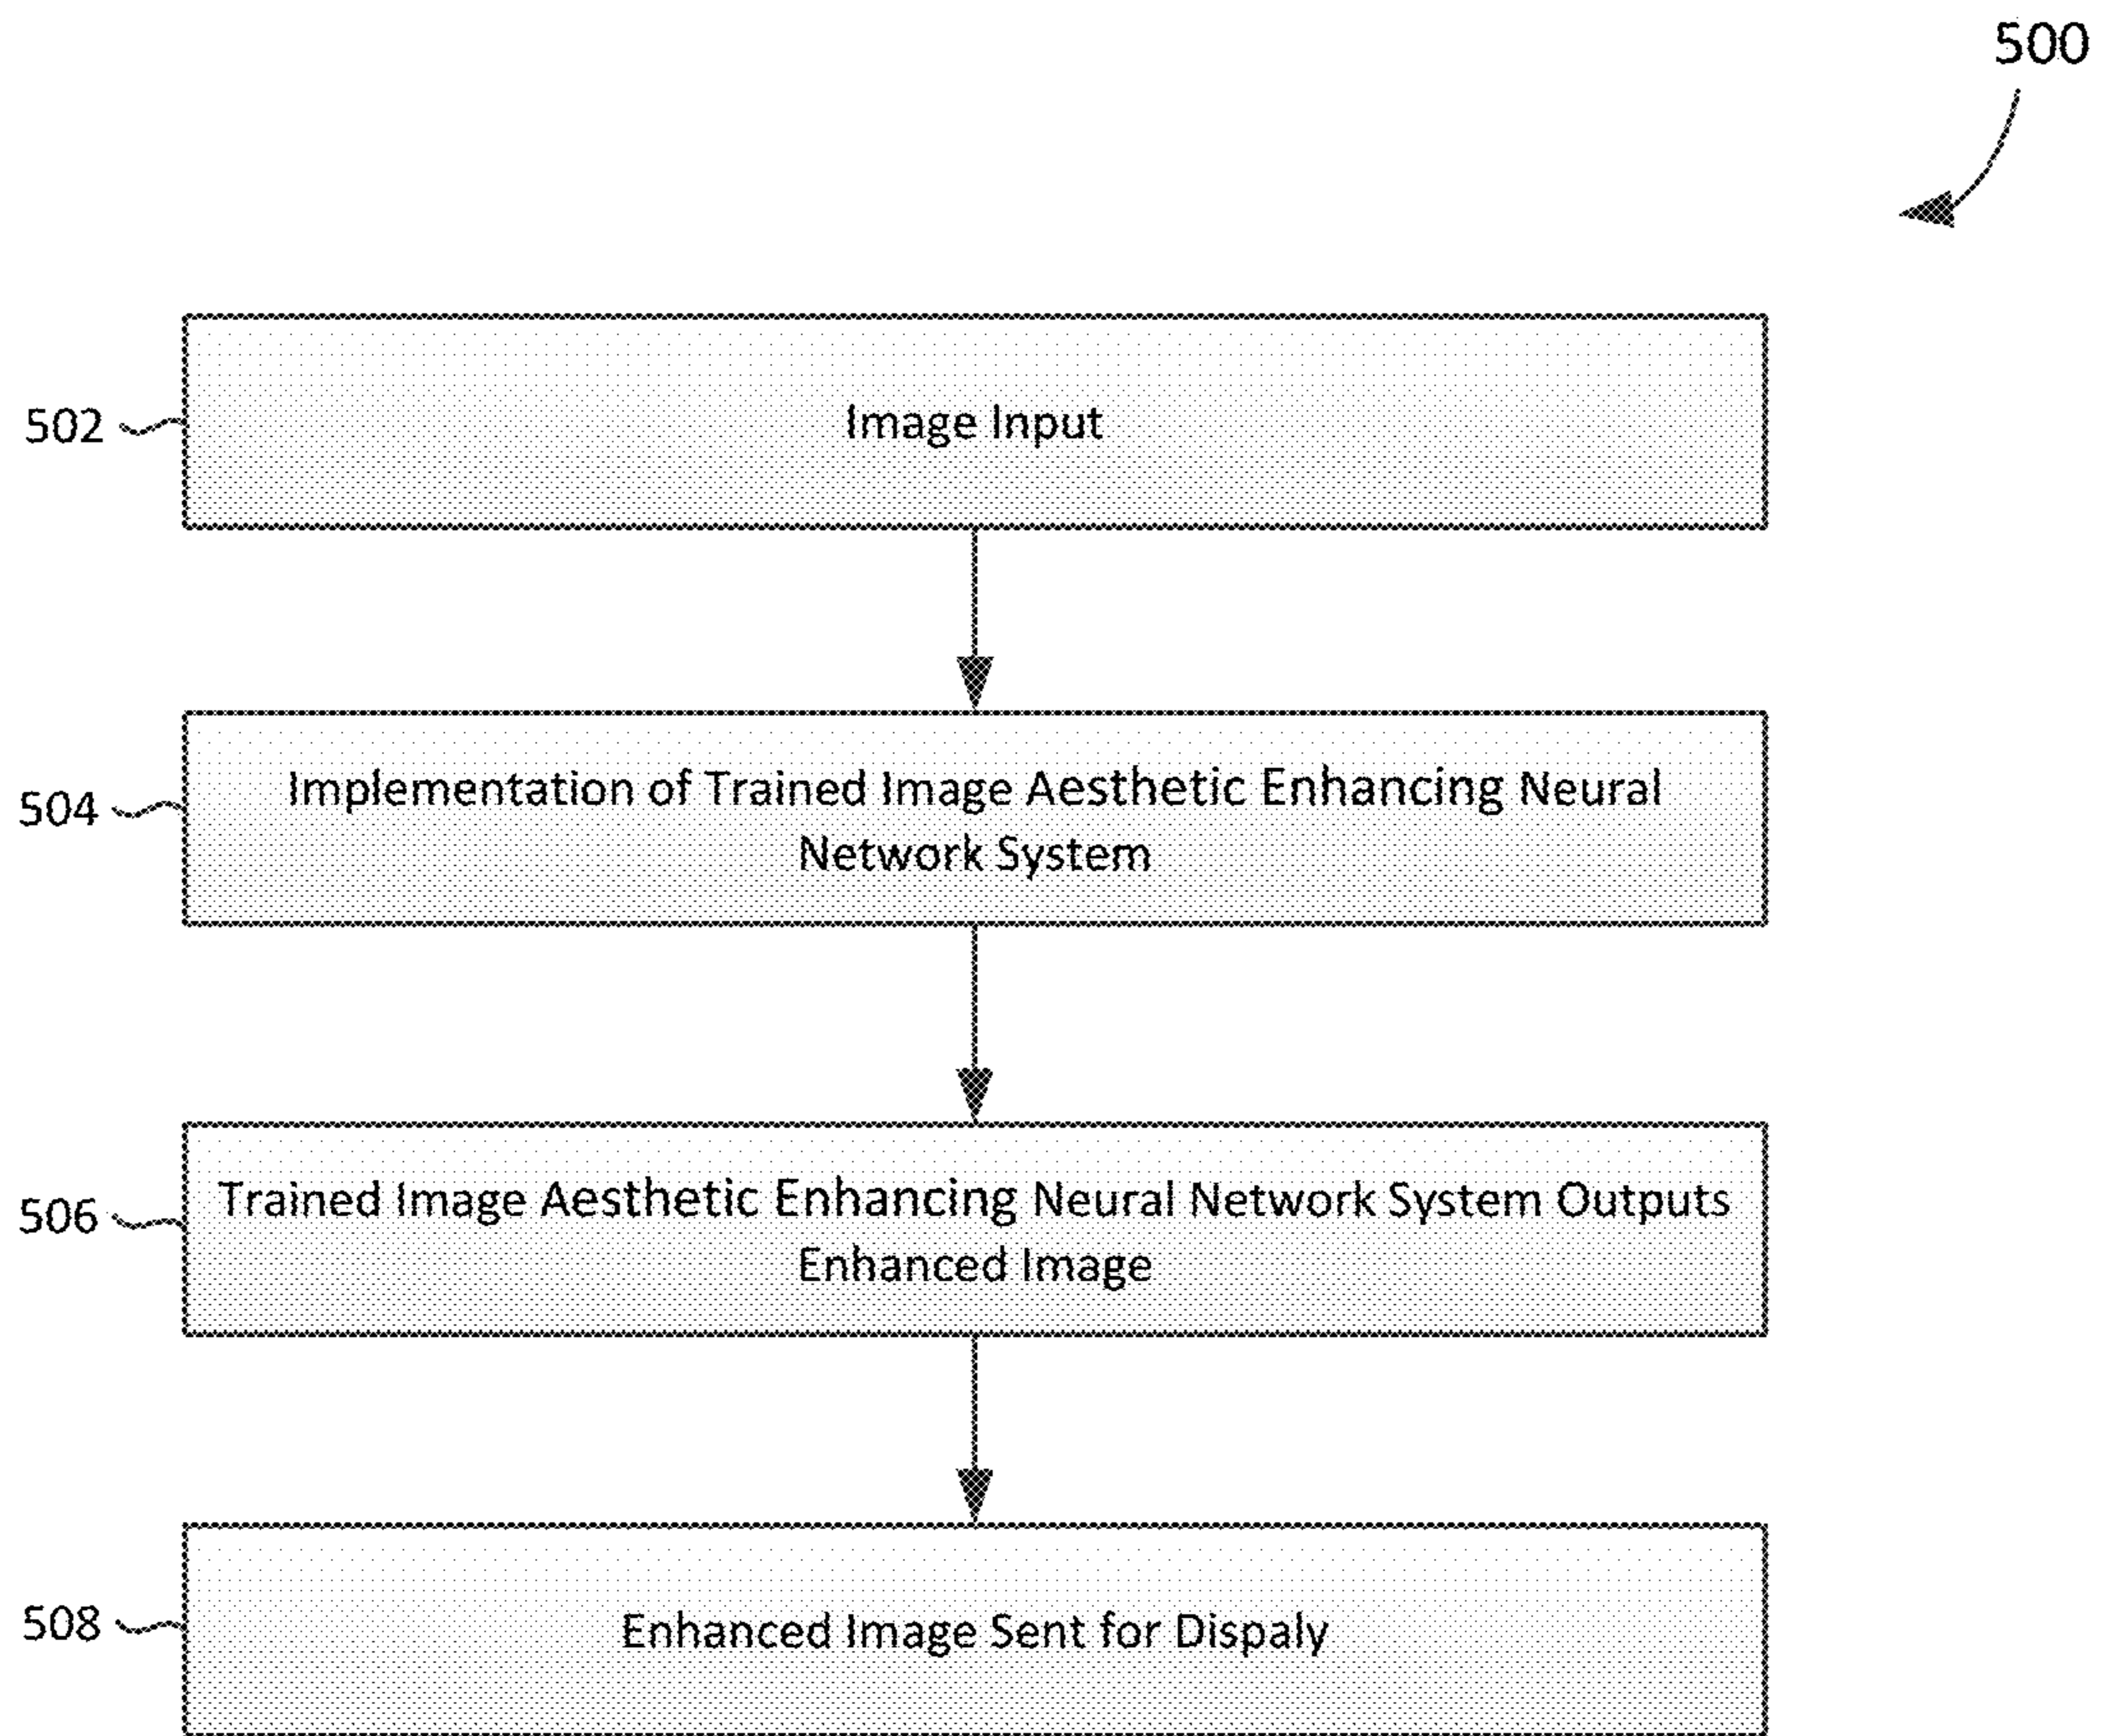 500
502
Image Input
504
Implementation of Trained Image Aesthetic Enhancing Neural
Network System
506
Trained Image Aesthetic Enhancing Neural Network System Outputs
Enhanced Image
508
Enhanced Image Sent for Dispaly